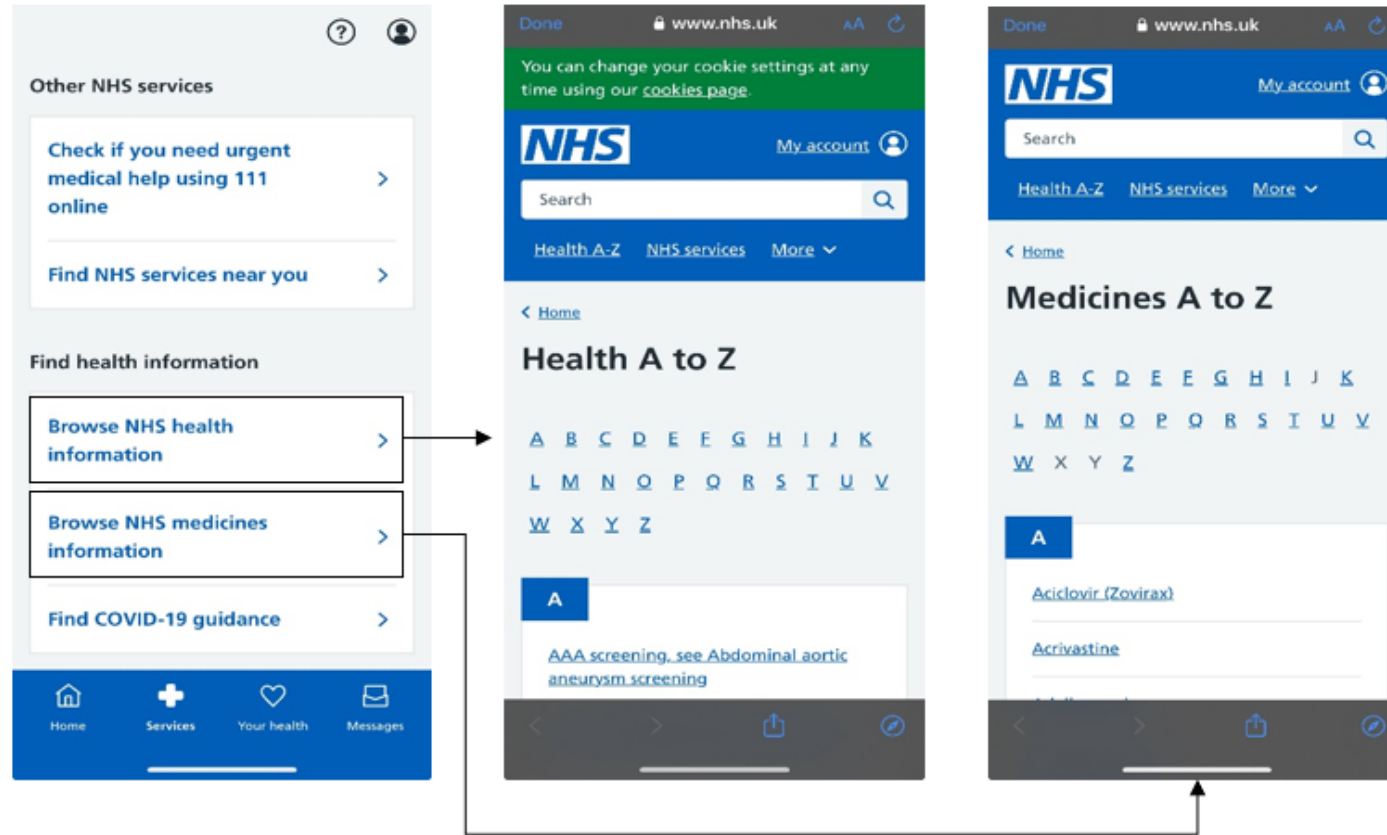 Other NHS services
Check if you need urgent
medical help using 111
online
Find NHS services near you
Find health information
Browse NHS health
information
Browse NHS medicines
information
Find COVID-19 guidance
Home Services Your health Messages
Done www.nhs.uk AA
You can change your cookie settings at any
time using our cookies page.
NHS My account
Search
Health A-Z NHS services More
Home
Health A to Z
A B C D E F G H I J K
L M N O P Q R S T U V
W X Y Z
A
AAA screening, see Abdominal aortic
aneurysm screening
Done www.nhs.uk AA
NHS My account
Search
Health A-Z NHS services More
Home
Medicines A to Z
A B C D E F G H I J K
L M N O P Q R S T U V
W X Y Z
A
Aciclovir (Zovirax)
Acrivastine